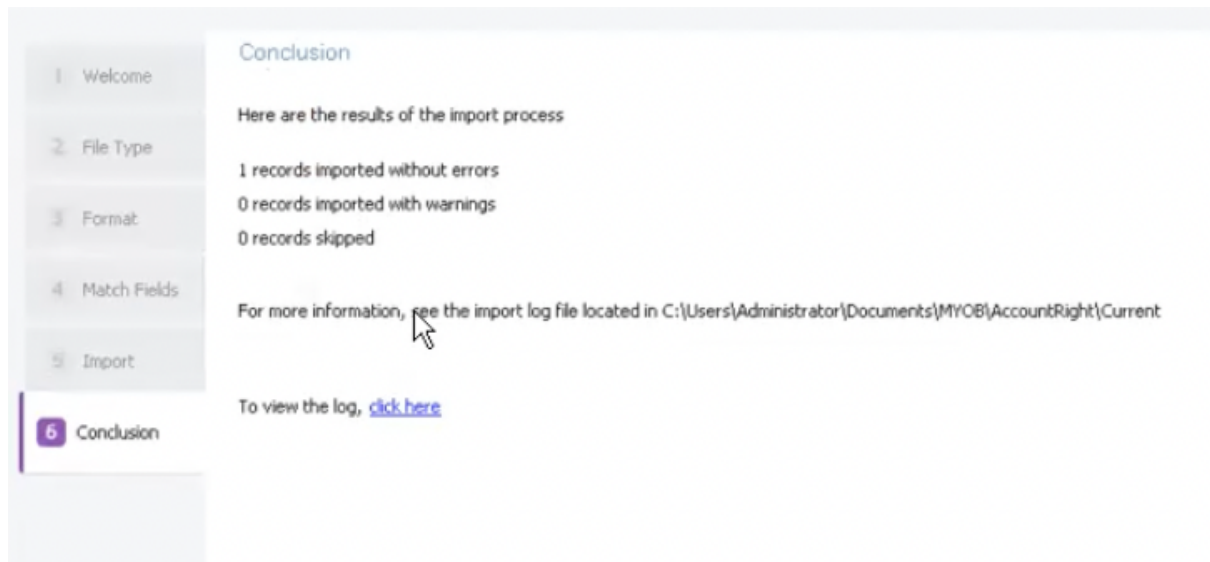 1 Welcome
2 File Type
3 Format
4 Match Fields
5 Import
6 Conclusion
Conclusion
Here are the results of the import process
1 records imported without errors
0 records imported with warnings
0 records skipped
For more information, see the import log file located in C:\Users\Administrator\Documents\MYOB\AccountRight\Current
To view the log, click here